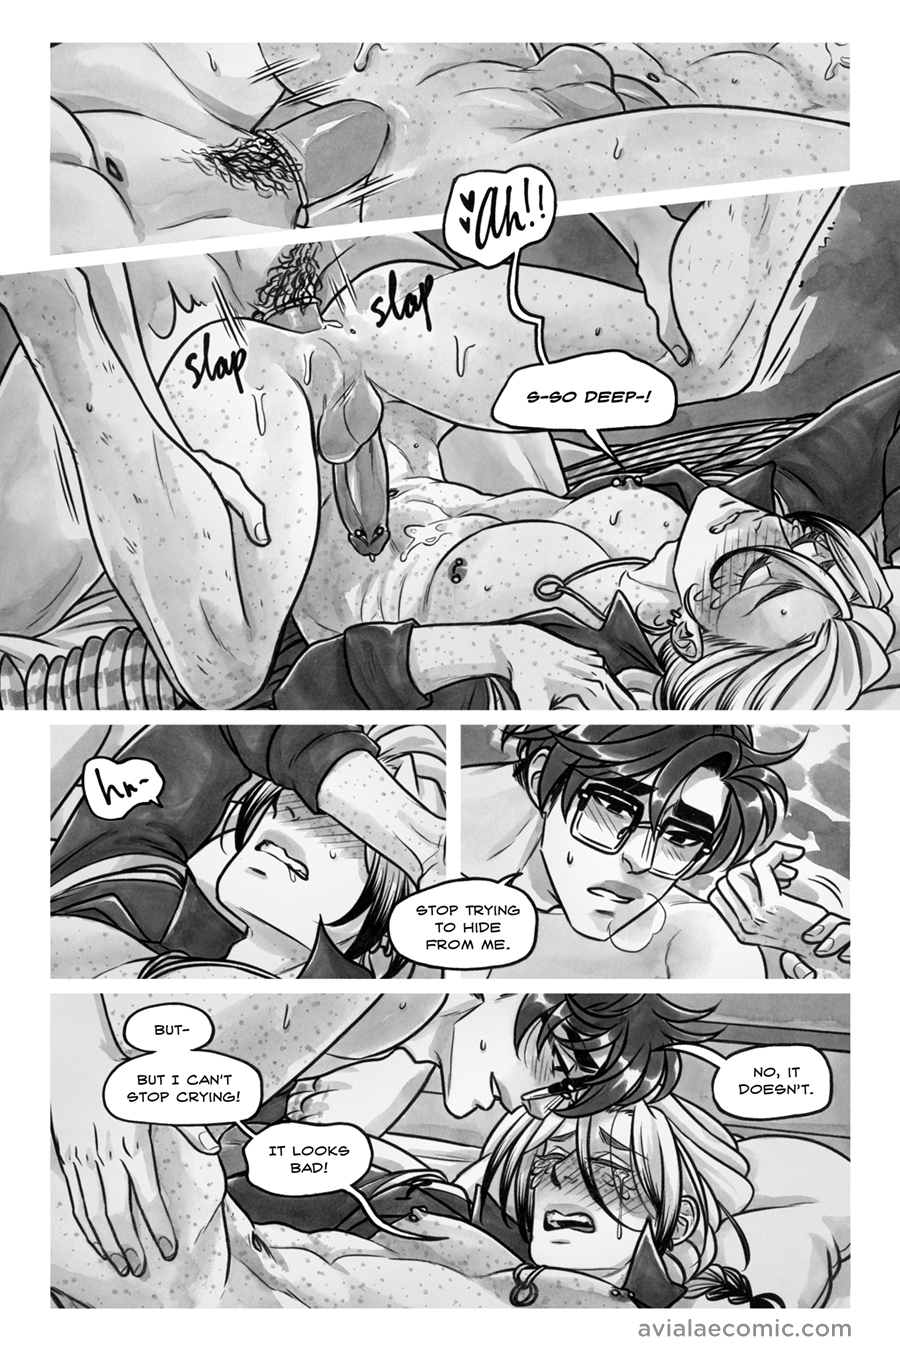 Ah!!
slap
slap
S-SO DEEP-!
hn-
STOP TRYING
TO HIDE
FROM ME.
BUT-
BUT I CAN'T
STOP CRYING!
IT LOOKS
BAD!
NO, IT
DOESN'T.
avialaecomic.com